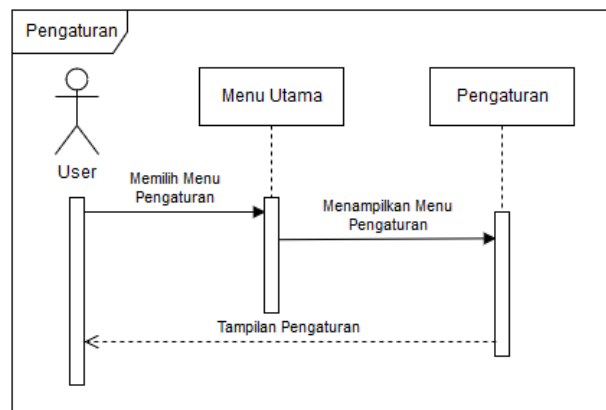 Pengaturan
Menu Utama
Pengaturan
User
Memilih Menu
Pengaturan
Menampilkan Menu
Pengaturan
Tampilan Pengaturan